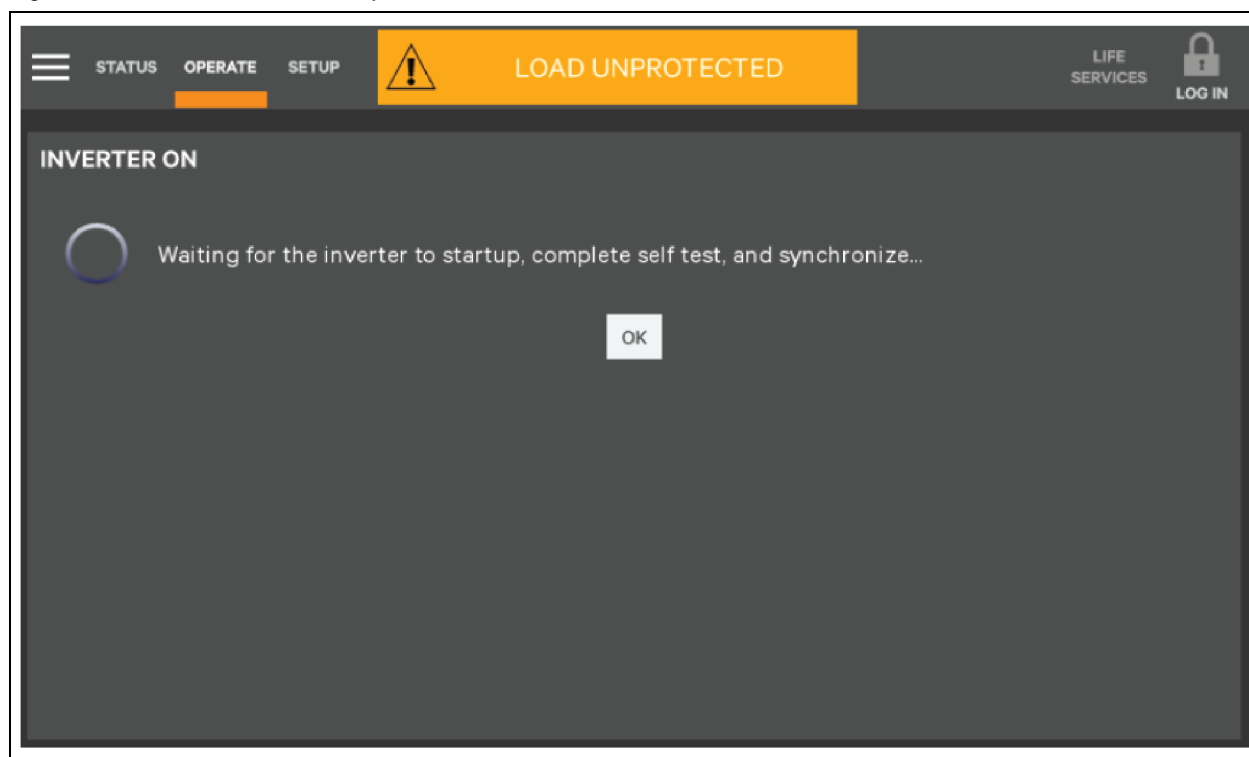 STATUS OPERATE SETUP LOAD UNPROTECTED LIFE
SERVICES
LOG IN
INVERTER ON
Waiting for the inverter to startup, complete self test, and synchronize...
OK